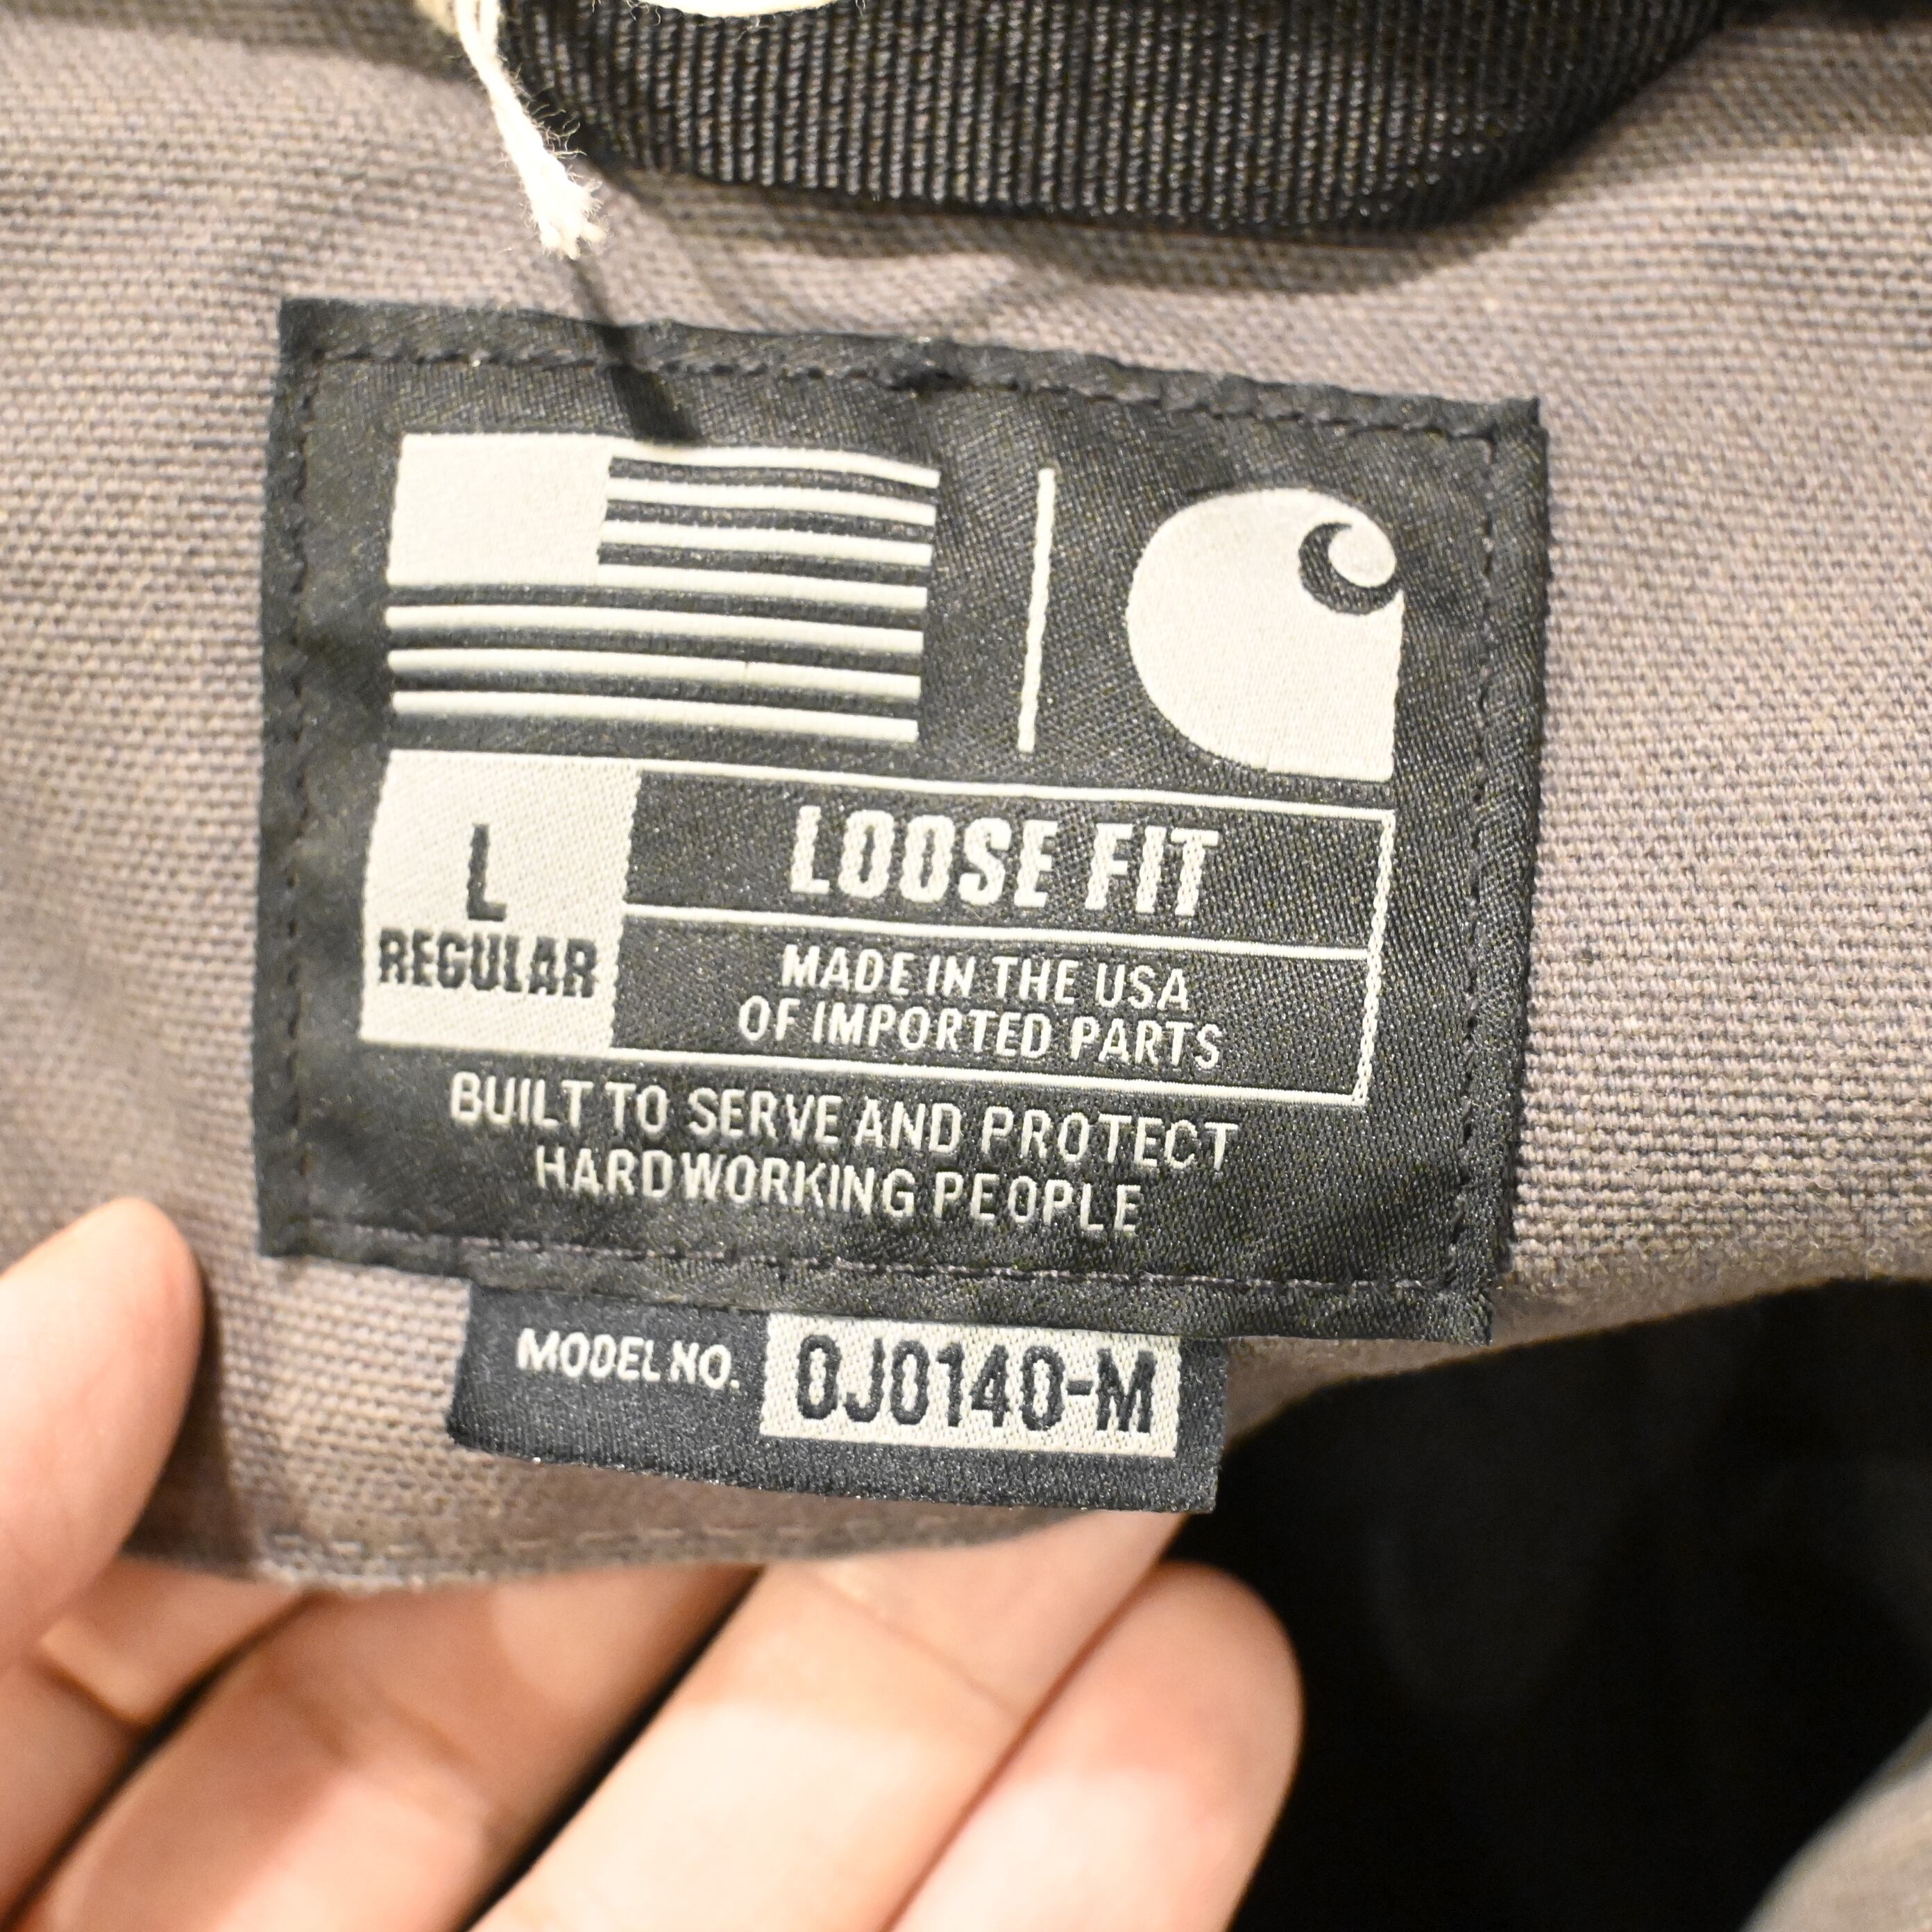 L
REGULAR
LOOSE FIT
MADE IN THE USA
OF IMPORTED PARTS
BUILT TO SERVE AND PROTECT
HARDWORKING PEOPLE
MODEL NO. 0J0140-M